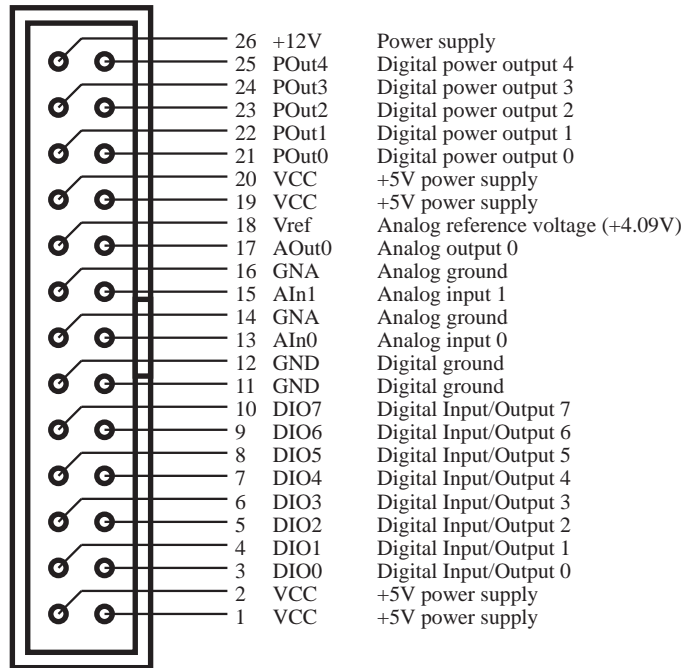 26 +12V Power supply
25 POut4 Digital power output 4
24 POut3 Digital power output 3
23 POut2 Digital power output 2
22 POut1 Digital power output 1
21 POut0 Digital power output 0
20 VCC +5V power supply
19 VCC +5V power supply
18 Vref Analog reference voltage (+4.09V)
17 AOut0 Analog output 0
16 GNA Analog ground
15 AIn1 Analog input 1
14 GNA Analog ground
13 AIn0 Analog input 0
12 GND Digital ground
11 GND Digital ground
10 DIO7 Digital Input/Output 7
9 DIO6 Digital Input/Output 6
8 DIO5 Digital Input/Output 5
7 DIO4 Digital Input/Output 4
6 DIO3 Digital Input/Output 3
5 DIO2 Digital Input/Output 2
4 DIO1 Digital Input/Output 1
3 DIO0 Digital Input/Output 0
2 VCC +5V power supply
1 VCC +5V power supply